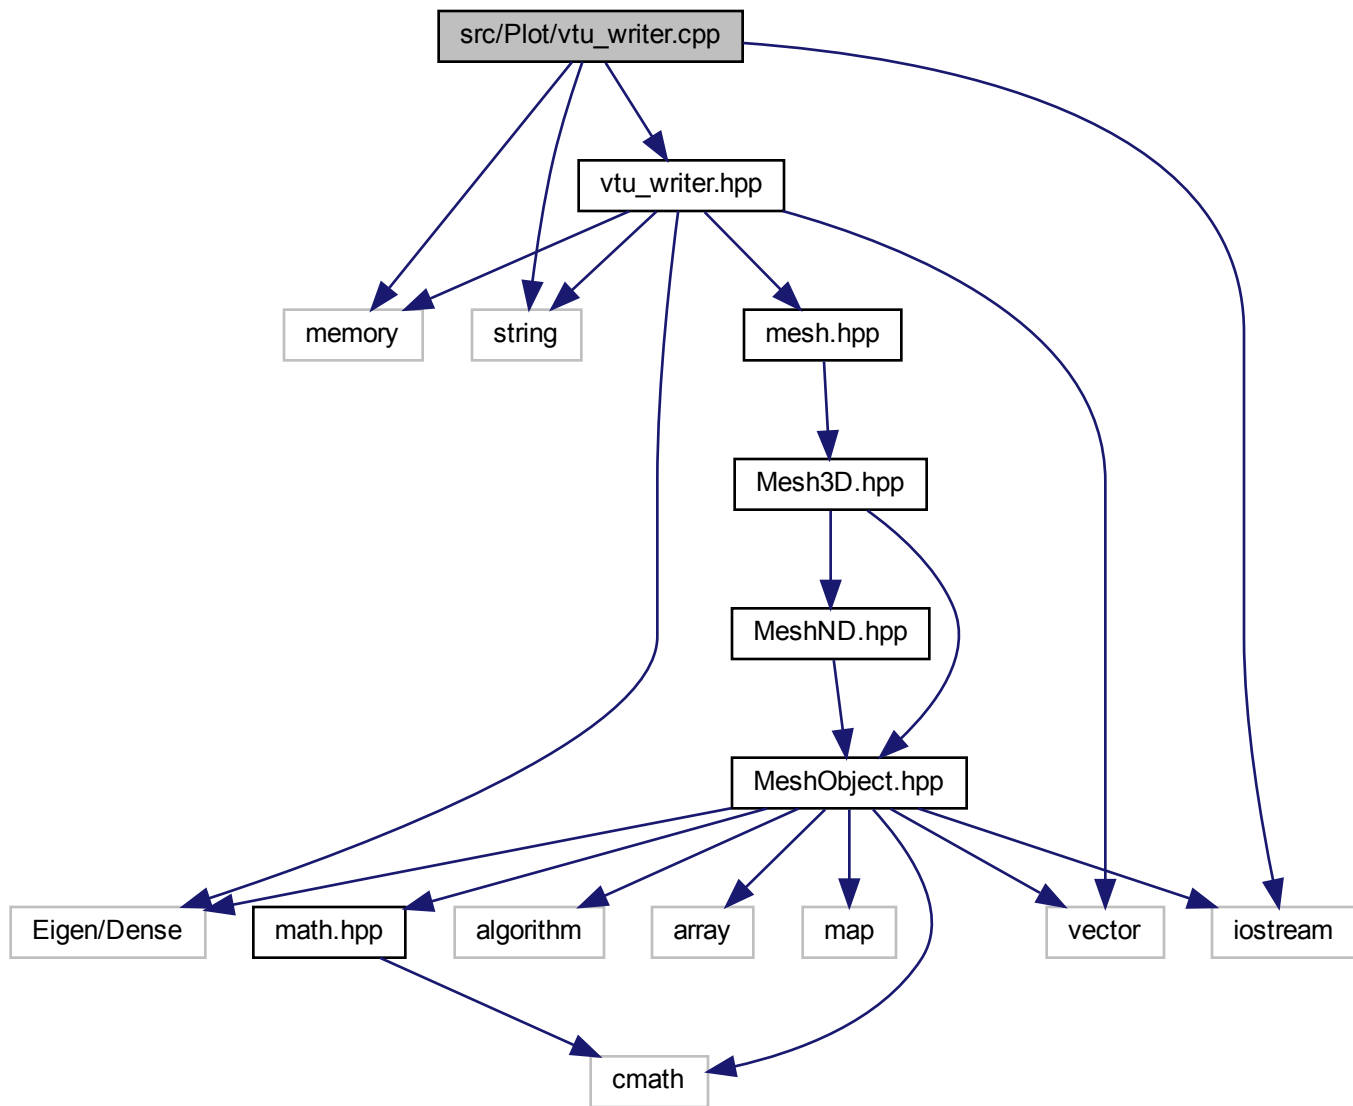 src/Plot/vtu_writer.cpp
vtu_writer.hpp
memory
string
mesh.hpp
Mesh3D.hpp
MeshND.hpp
MeshObject.hpp
Eigen/Dense
math.hpp
algorithm
array
map
vector
iostream
cmath